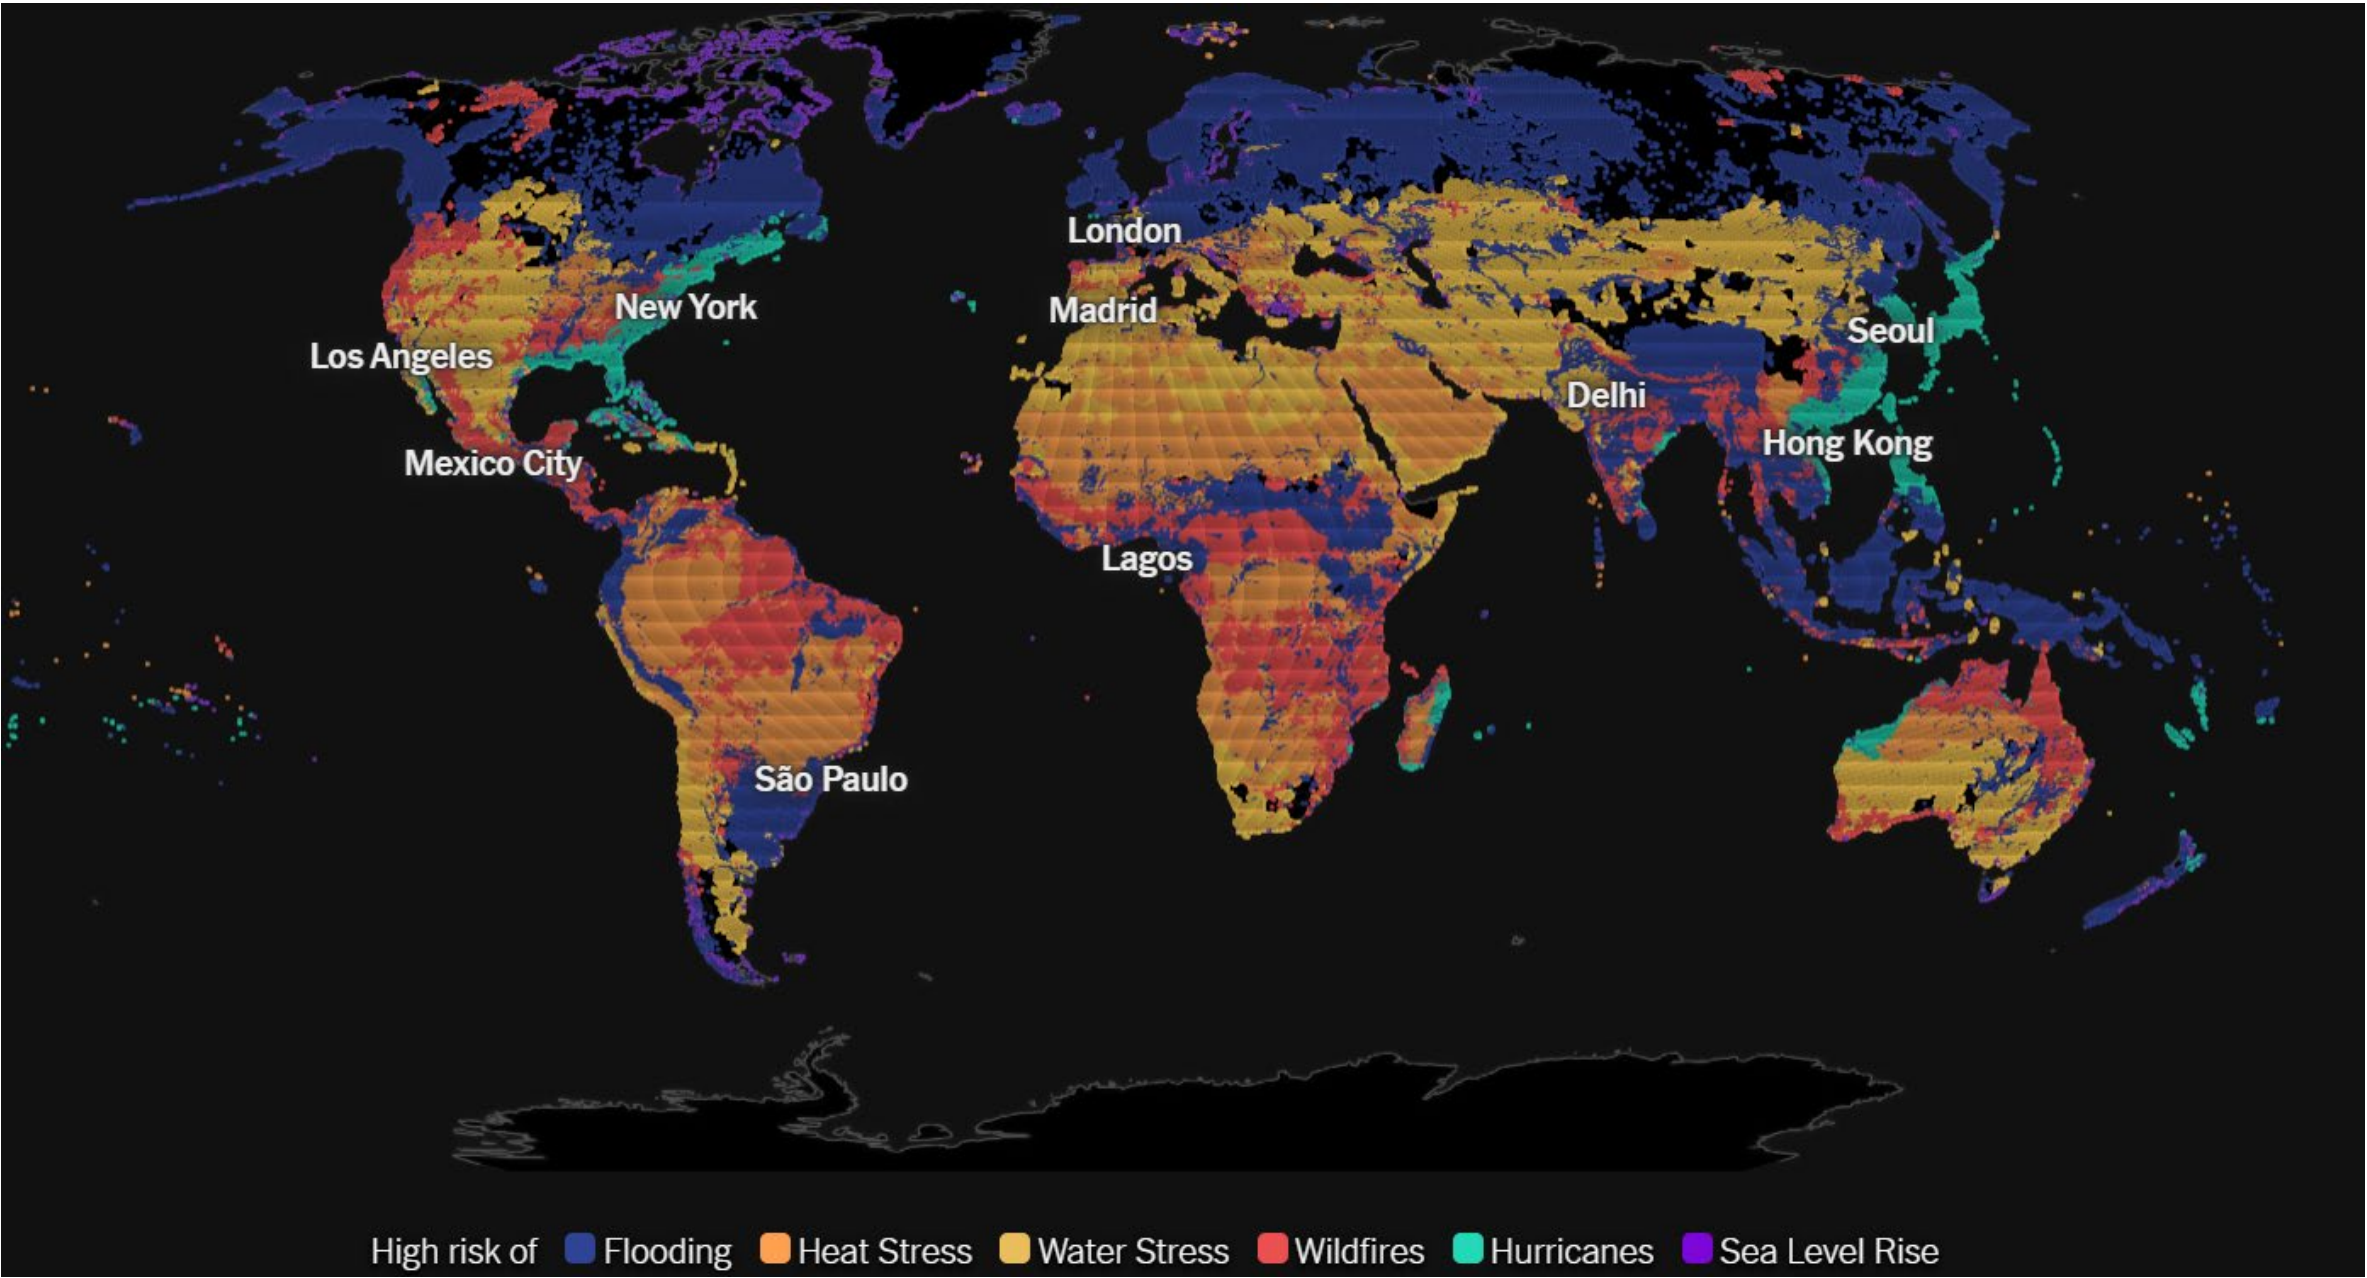 London
New York
Madrid
Seoul
Los Angeles
Delhi
Hong Kong
Mexico City
Lagos
São Paulo
High risk of Flooding Heat Stress Water Stress Wildfires Hurricanes Sea Level Rise